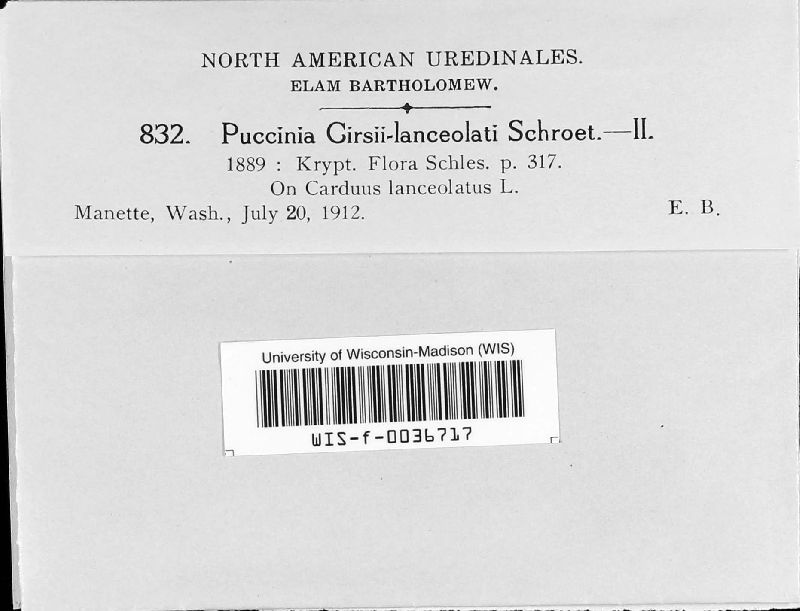 NORTH AMERICAN UREDINALES.
ELAM BARTHOLOMEW.
832. Puccinia Cirsii-lanceolati Schroet.—II.
1889 : Krypt. Flora Schles. p. 317.
On Carduus lanceolatus L.
Manette, Wash., July 20, 1912. E. B.
University of Wisconsin-Madison (WIS)
WIS-f-0036717